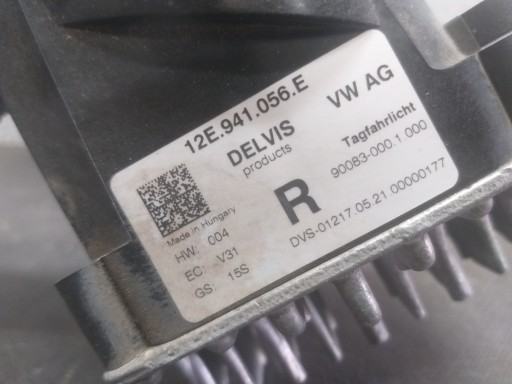 12E.941.056.E
VW AG
DELVIS
products
R
Tagfahrlicht
90083-000.1 000
Made in Hungary
HW: 004
EC: V31
GS: 15S
DVS-01217.05.21 00000177